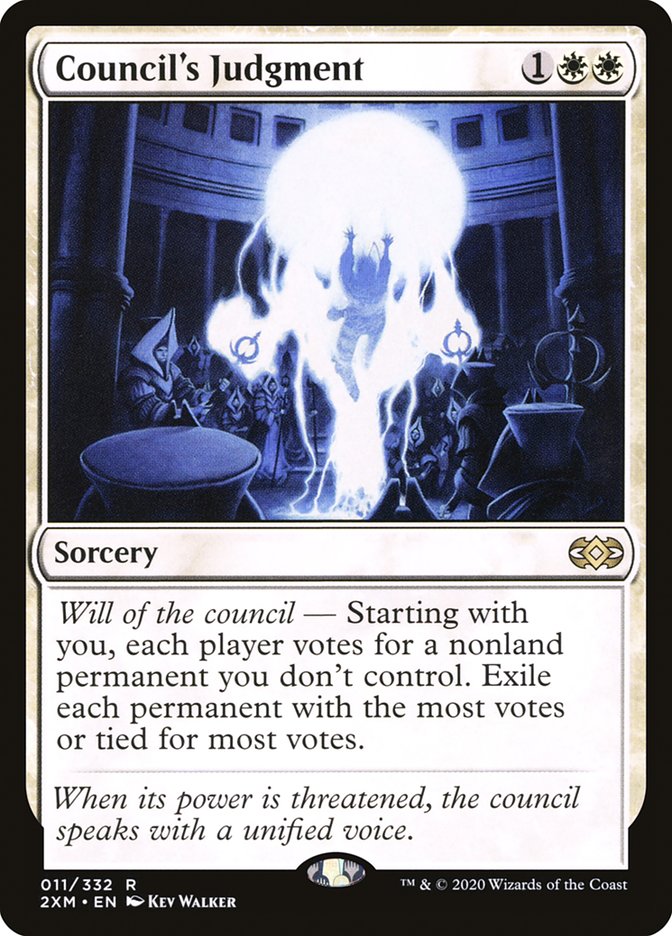 Council's Judgment 1
Sorcery
Will of the council — Starting with
you, each player votes for a nonland
permanent you don't control. Exile
each permanent with the most votes
or tied for most votes.
When its power is threatened, the council
speaks with a unified voice.
011/332 R
2XM • EN Kev Walker
™ & © 2020 Wizards of the Coast